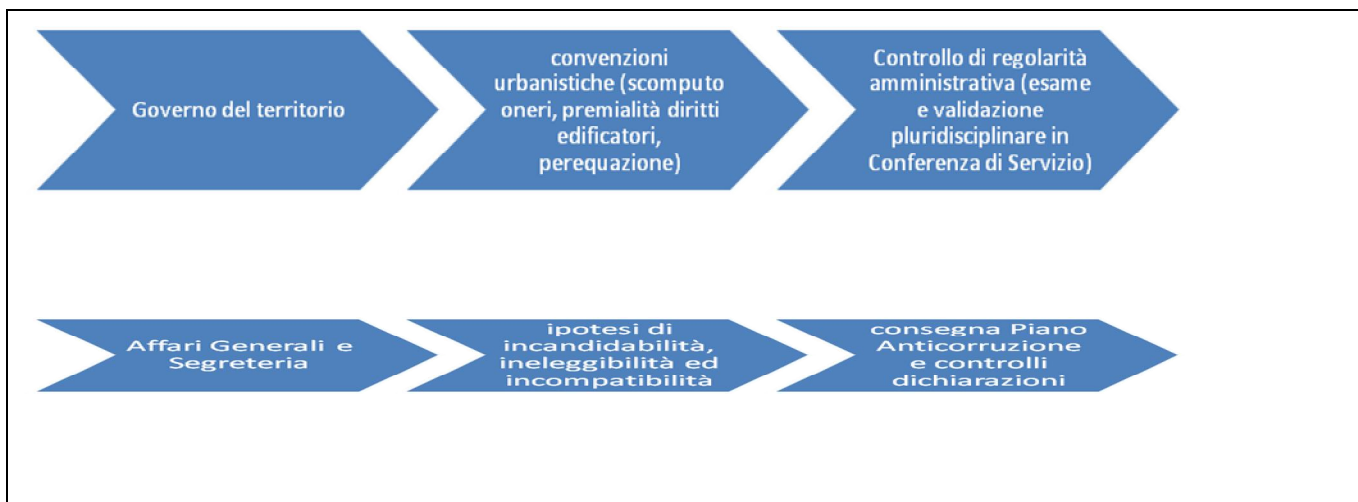 Governo del territorio
convenzioni
urbanistiche (scomputo
oneri, premialità diritti
edificatori,
perequazione)
Controllo di regolarità
amministrativa (esame
e validazione
pluridisciplinare in
Conferenza di Servizio)
Affari Generali e
Segreteria
ipotesi di
incandidabilità,
ineleggibilità ed
incompatibilità
consegna Piano
Anticorruzione
e controlli
dichiarazioni